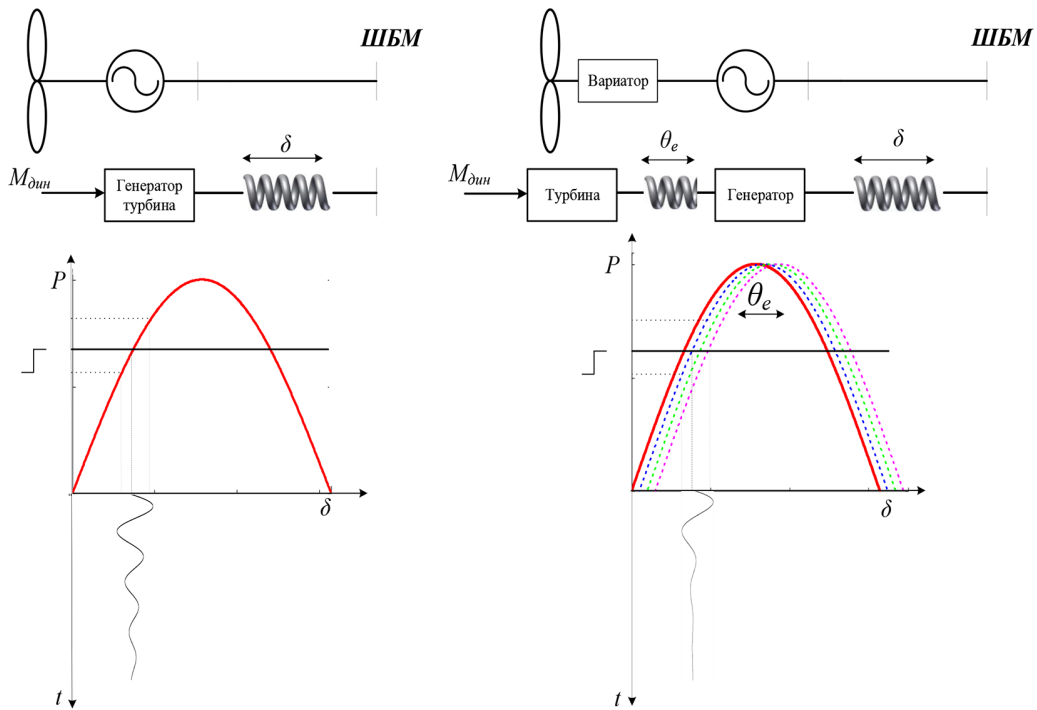 ШБМ
δ
Mдин
Генератор
турбина
P
δ
t
ШБМ
Вариатор
θe
δ
Mдин
Турбина
Генератор
P
θe
δ
t